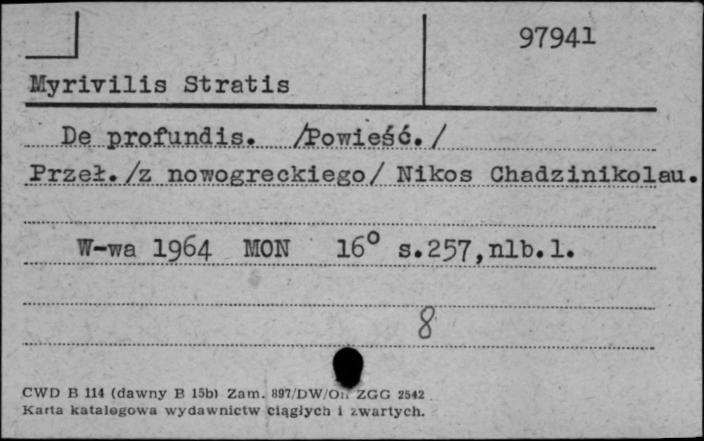 97941
Myrivilis Stratis
De profundis. /Powieść./
Przeł./z nowogreckiego/ Nikos Chadzinikolau.
W-wa 1964 MON 16° s.257,nlb.1.
8
CWD B 114 (dawny B 15b) Zam. 897/DW/On ZGG 2542
Karta katalogowa wydawnictw ciągłych i zwartych.